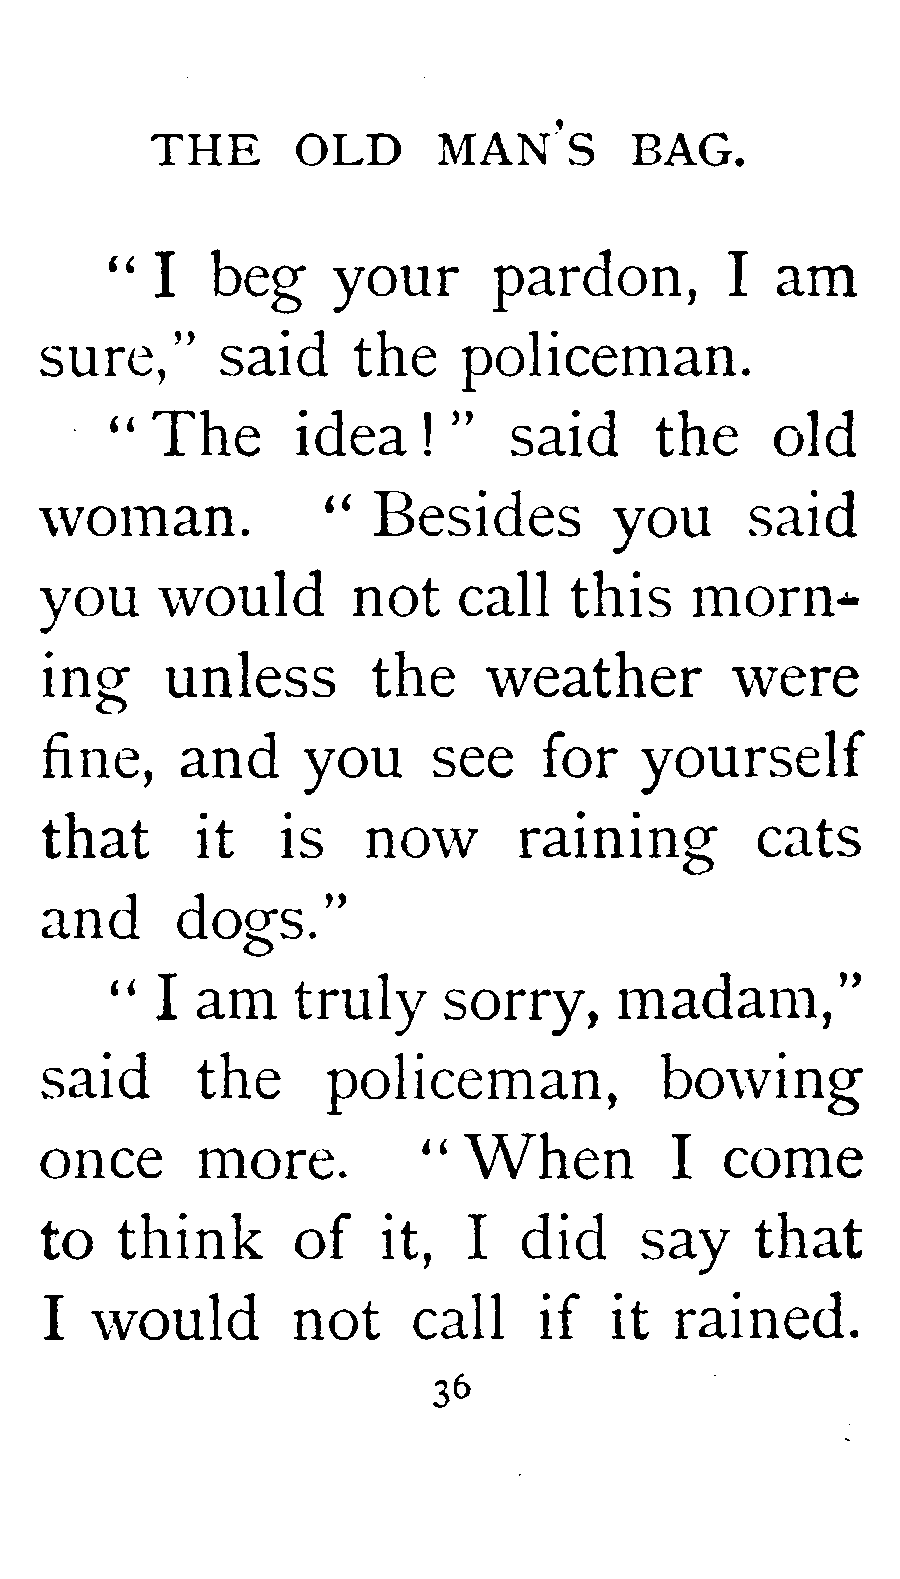 THE OLD MAN'S BAG.
“ I beg your pardon, I am
sure,” said the policeman.
“ The idea ! ” said the old
woman. “ Besides you said
you would not call this morn-
ing unless the weather were
fine, and you see for yourself
that it is now raining cats
and dogs.”
“ I am truly sorry, madam,”
said the policeman, bowing
once more. “ When I come
to think of it, I did say that
I would not call if it rained.
36